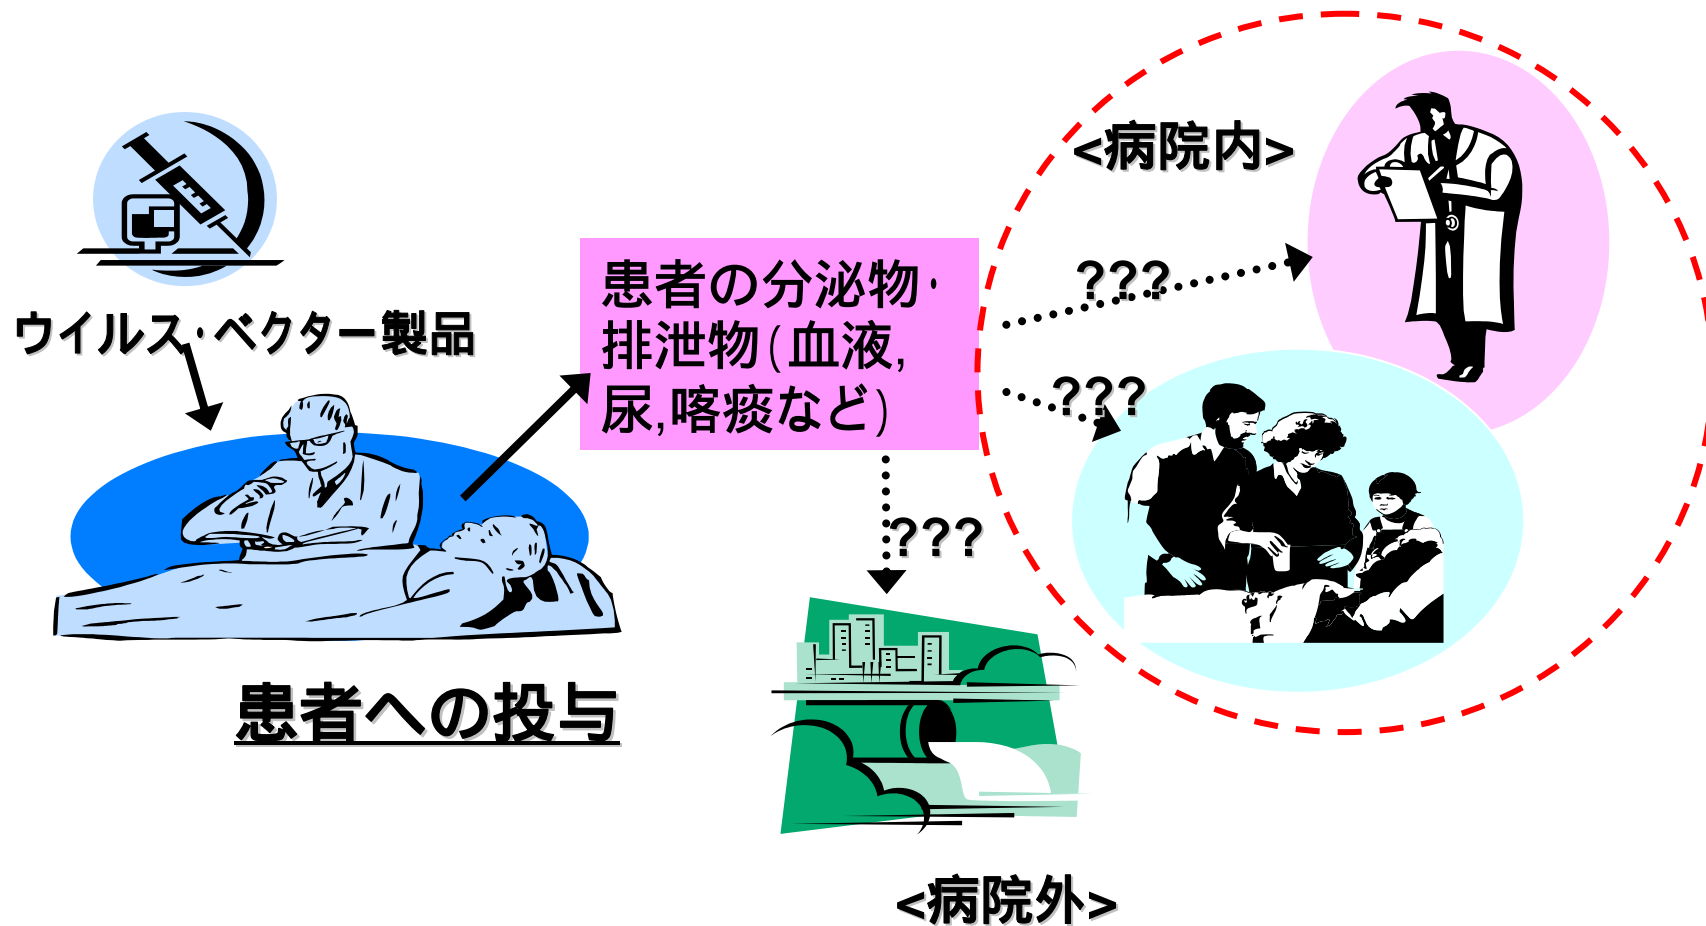 ウイルス・ベクター製品
患者への投与
患者の分泌物・
排泄物(血液,
尿,喀痰など)
<病院内>
???
???
???
<病院外>